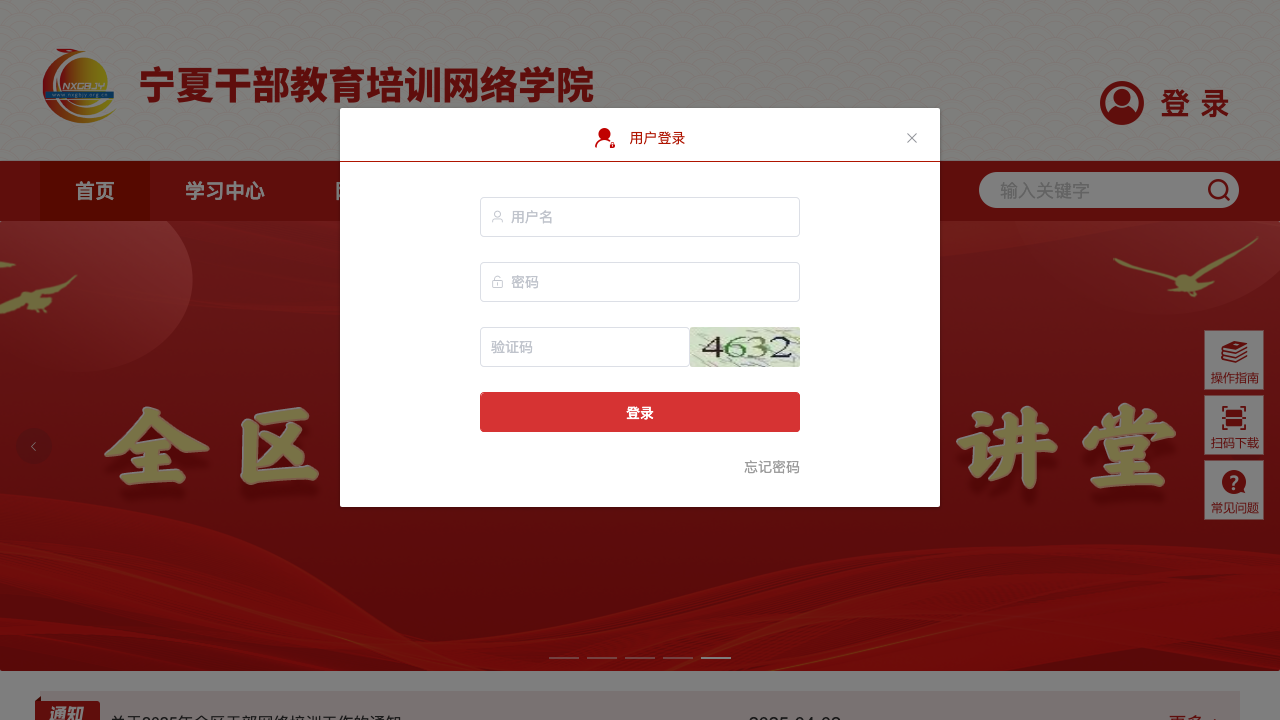 NXGBJY
www.nxgbjy.org.cn
宁夏干部教育培训网络学院
登 录
用户登录
首页
学习中心
输入关键字
用户名
密码
验证码
4632
登录
忘记密码
全区
讲堂
操作指南
扫码下载
常见问题
通知
关于2025年全区干部网络培训工作的通知
更多